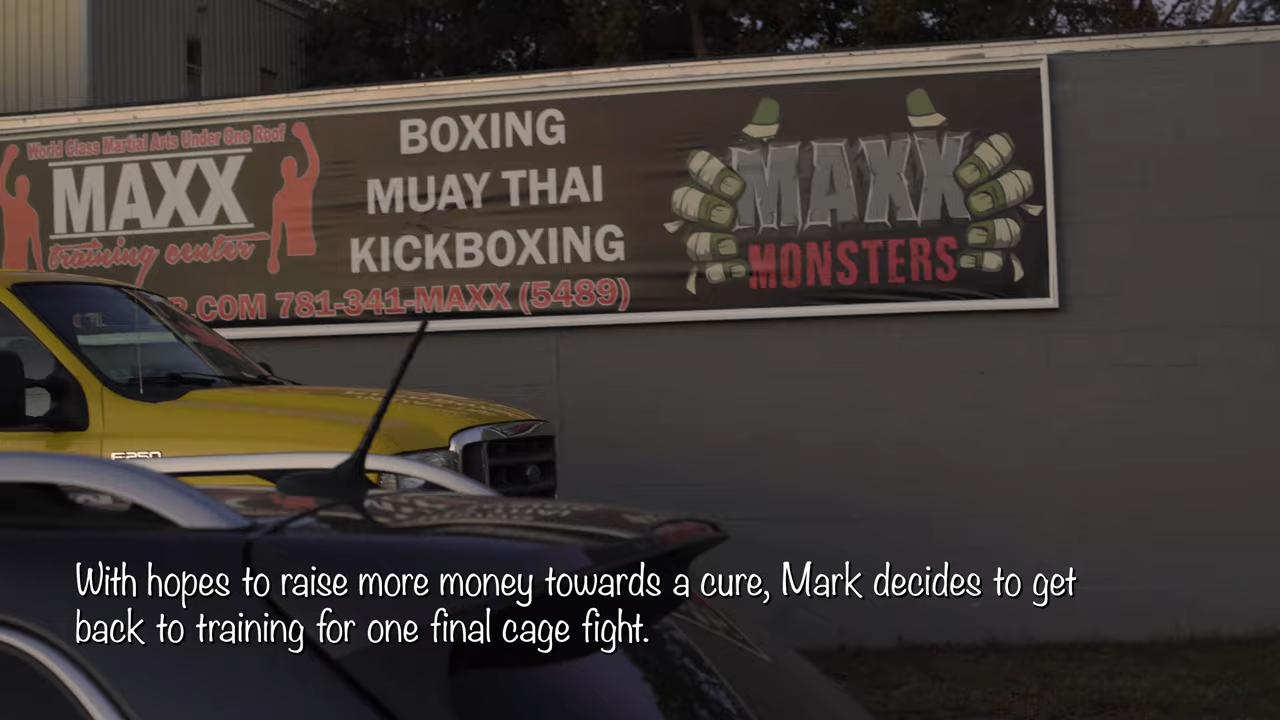 World Class Martial Arts Under One Roof
MAXX
training center
BOXING
MUAY THAI
KICKBOXING
.COM 781-341-MAXX (5489)
MAXX
MONSTERS
F250
With hopes to raise more money towards a cure, Mark decides to get
back to training for one final cage fight.